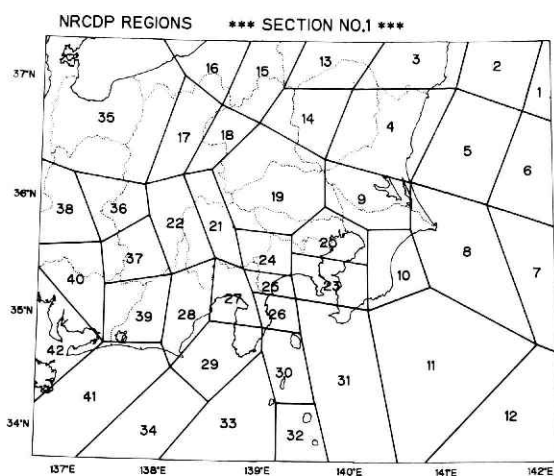 NRCDP REGIONS *** SECTION NO.1 ***
37°N
36°N
35°N
34°N
16 15 13 3 2
1
35
17 18 14 4 5
6
38 36 22 21 19 9
37 24 20 8
40 25 23 10 7
39 28 27 26
42
29 30 31 11
41
34 33 32 12
137°E 138°E 139°E 140°E 141°E 142°E